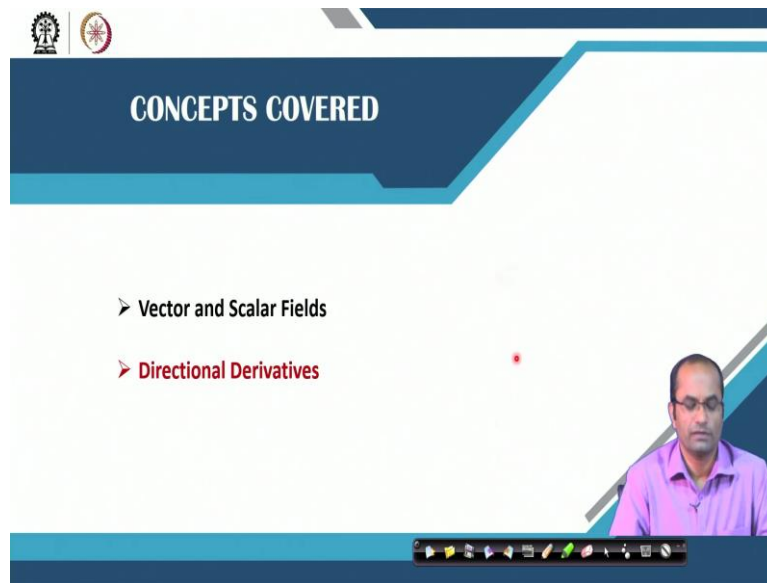 CONCEPTS COVERED
Vector and Scalar Fields
Directional Derivatives